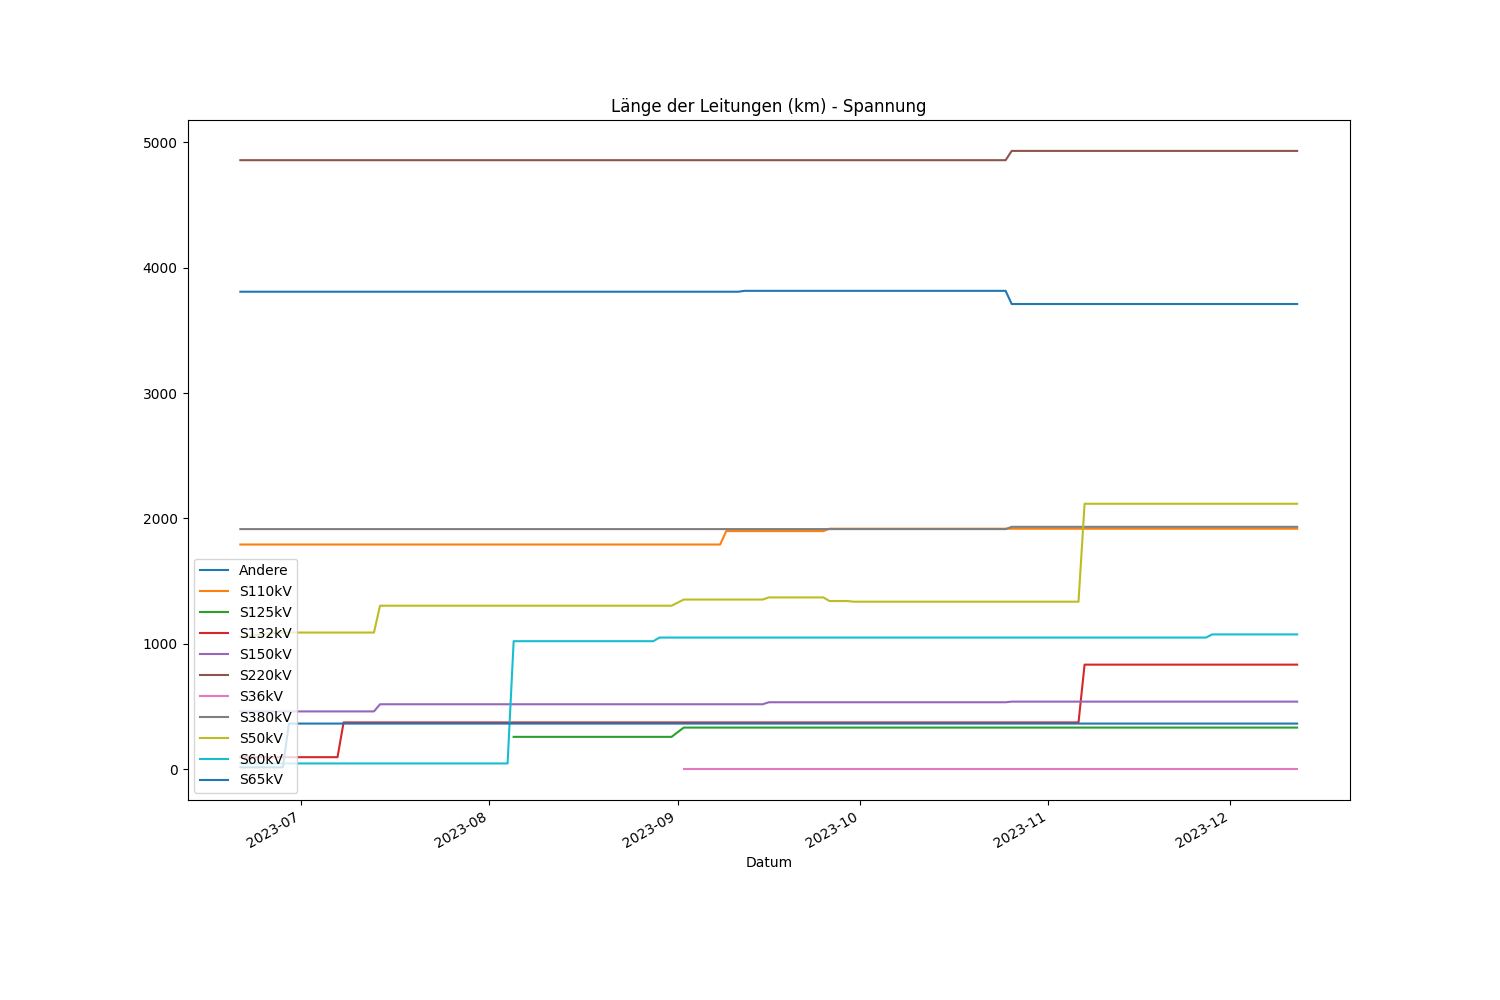 Länge der Leitungen (km) - Spannung
5000
4000
3000
2000
1000
0
Andere
S110kV
S125kV
S132kV
S150kV
S220kV
S36kV
S380kV
S50kV
S60kV
S65kV
2023-07
2023-08
2023-09
2023-10
2023-11
2023-12
Datum